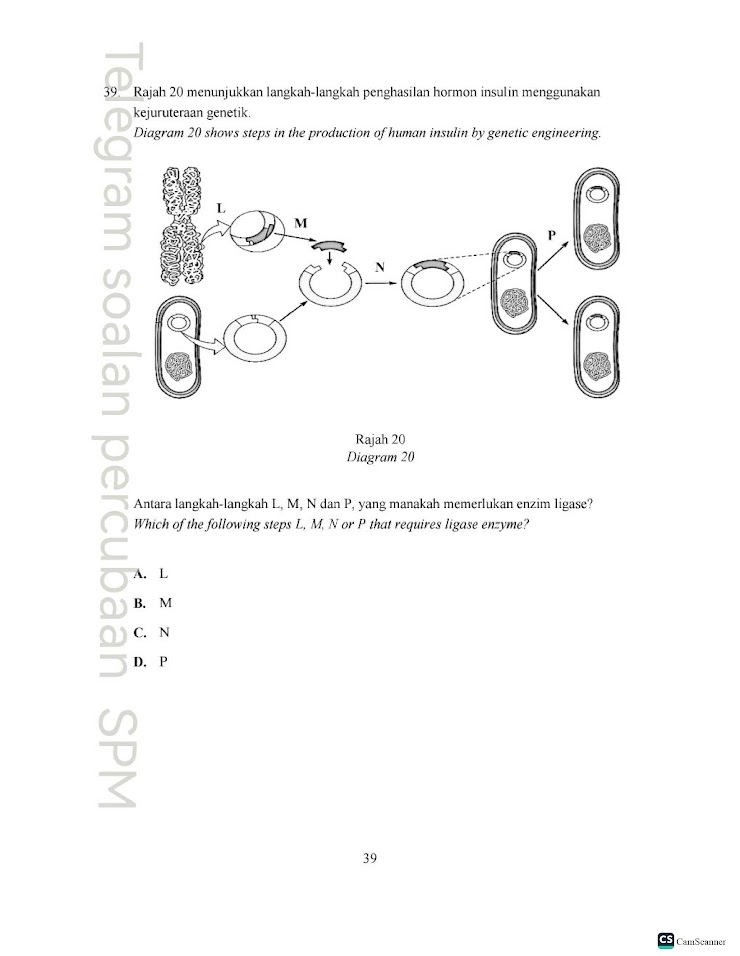 39. Rajah 20 menunjukkan langkah-langkah penghasilan hormon insulin menggunakan
kejuruteraan genetik.
Diagram 20 shows steps in the production of human insulin by genetic engineering.
L
M
N
P
Rajah 20
Diagram 20
Antara langkah-langkah L, M, N dan P, yang manakah memerlukan enzim ligase?
Which of the following steps L, M, N or P that requires ligase enzyme?
A. L
B. M
C. N
D. P
Telegram soalan percubaan SPM
39
CS CamScanner